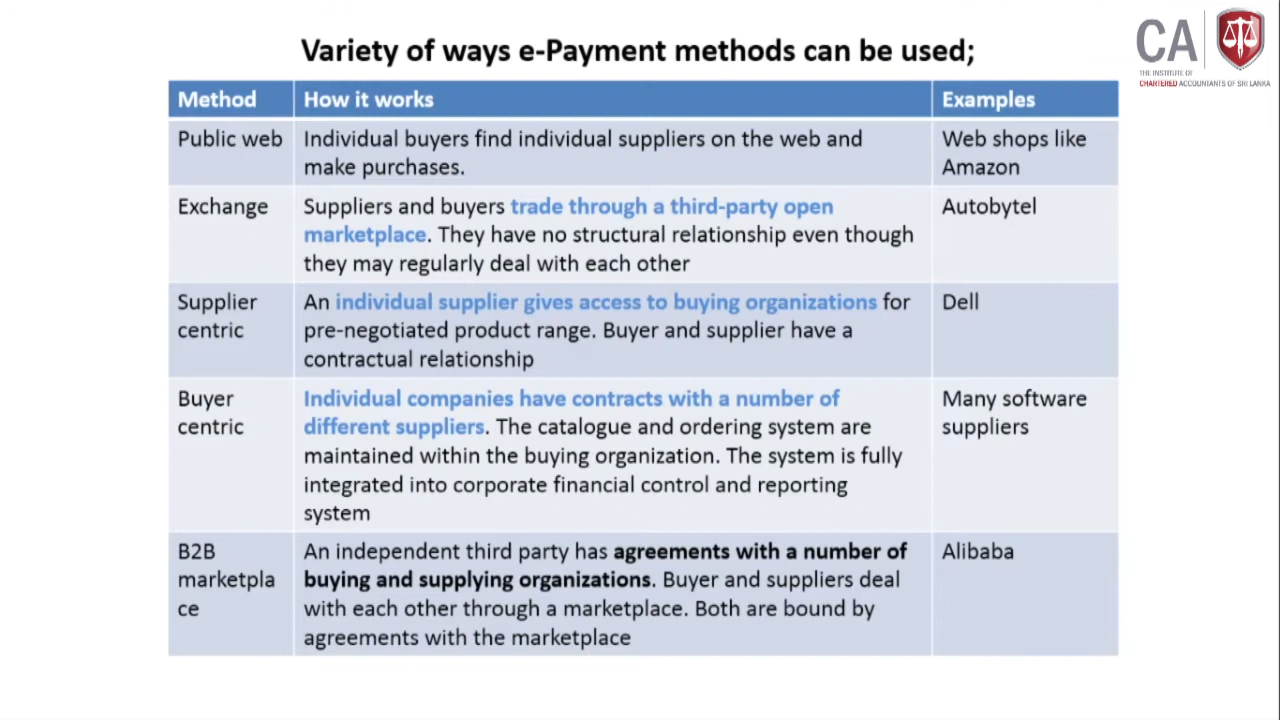 CA
THE INSTITUTE OF
CHARTERED ACCOUNTANTS OF SRI LANKA
Variety of ways e-Payment methods can be used;
Method How it works Examples
Public web Individual buyers find individual suppliers on the web and Web shops like
make purchases. Amazon
Exchange Suppliers and buyers trade through a third-party open Autobytel
marketplace. They have no structural relationship even though
they may regularly deal with each other
Supplier An individual supplier gives access to buying organizations for Dell
centric pre-negotiated product range. Buyer and supplier have a
contractual relationship
Buyer Individual companies have contracts with a number of Many software
centric different suppliers. The catalogue and ordering system are suppliers
maintained within the buying organization. The system is fully
integrated into corporate financial control and reporting
system
B2B An independent third party has agreements with a number of Alibaba
marketpla buying and supplying organizations. Buyer and suppliers deal
ce with each other through a marketplace. Both are bound by
agreements with the marketplace